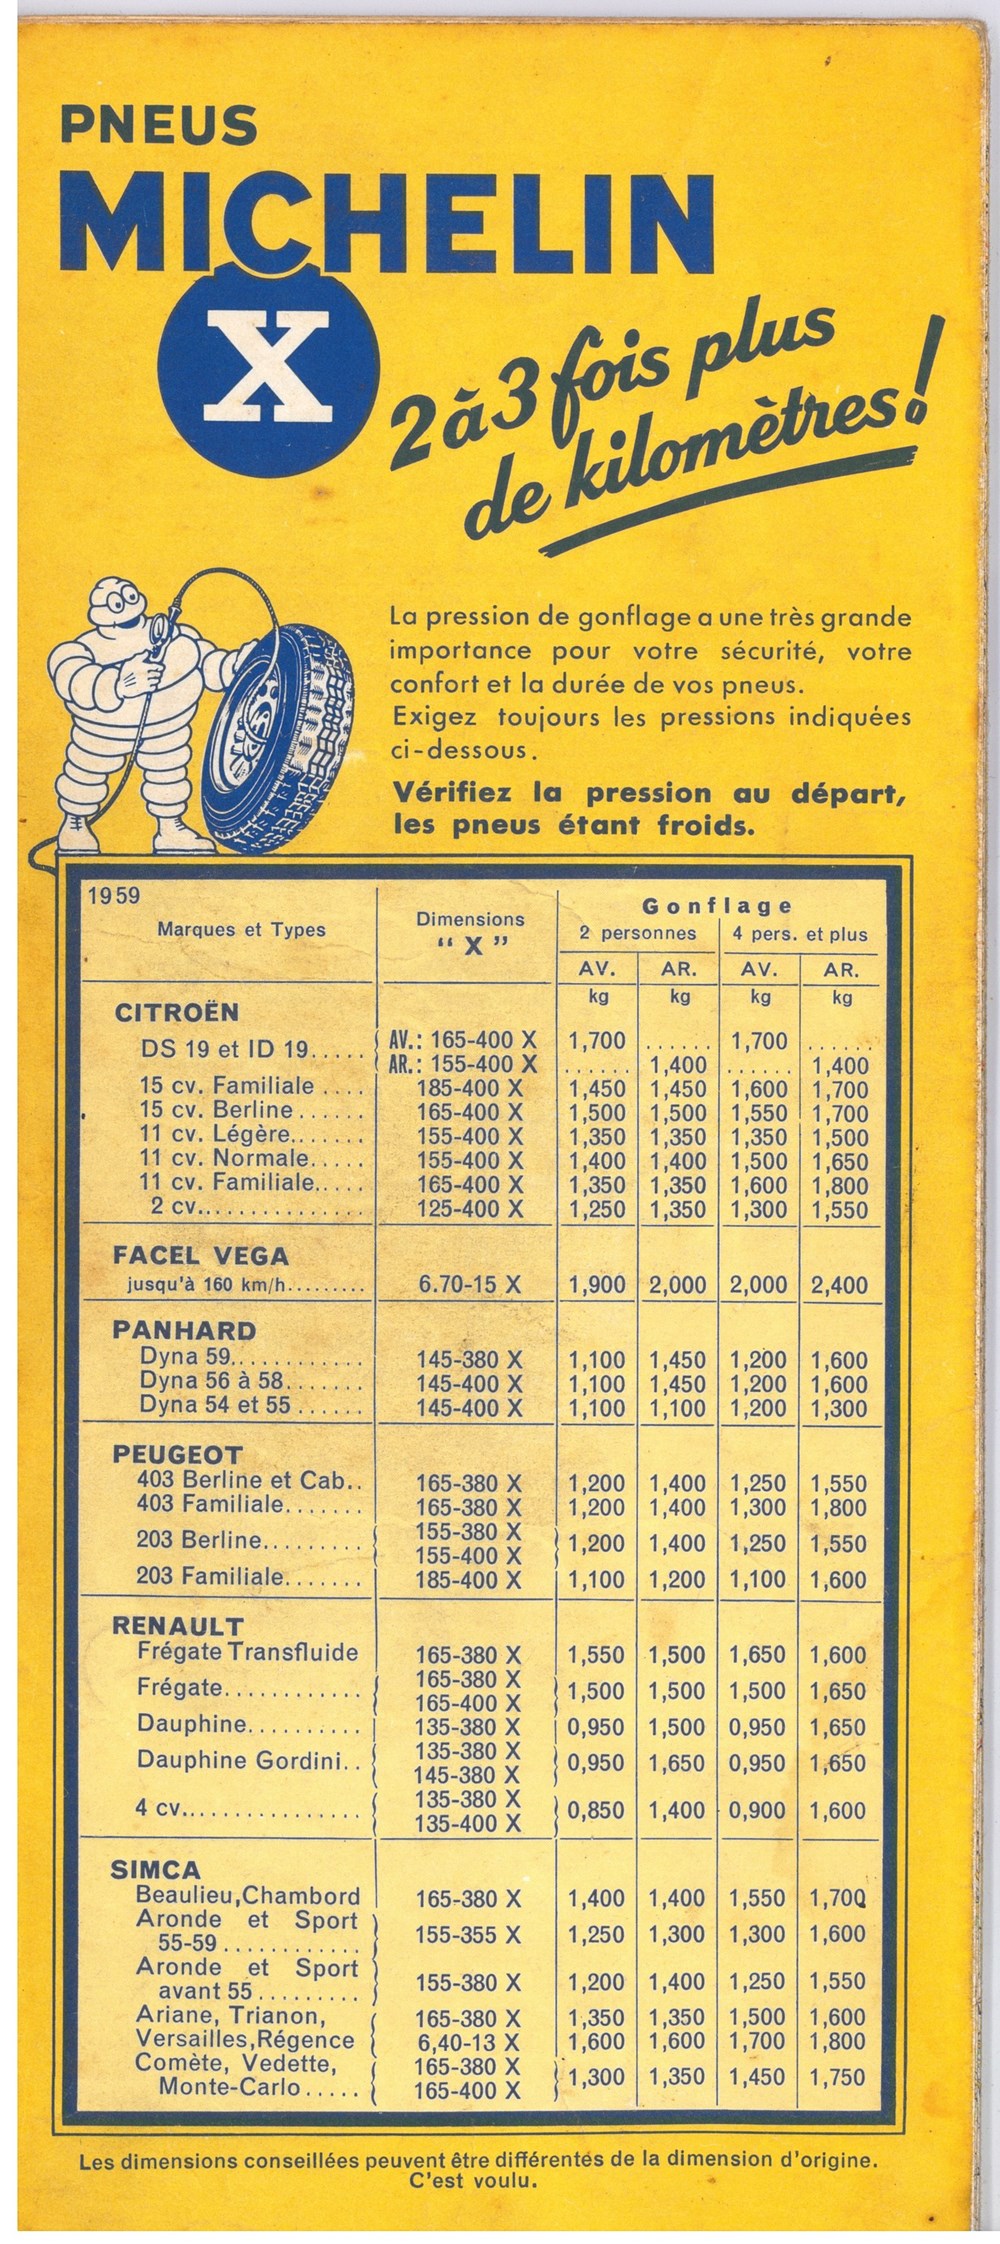 PNEUS
MICHELIN
X
2 à 3 fois plus
de kilomètres!
La pression de gonflage a une très grande
importance pour votre sécurité, votre
confort et la durée de vos pneus.
Exigez toujours les pressions indiquées
ci-dessous.
Vérifiez la pression au départ,
les pneus étant froids.
1959
Marques et Types
Dimensions
“ X ”
Gonflage
2 personnes 4 pers. et plus
AV. AR. AV. AR.
kg kg kg kg
CITROËN
DS 19 et ID 19..... AV.: 165-400 X 1,700 ...... 1,700 ......
AR.: 155-400 X ...... 1,400 ...... 1,400
15 cv. Familiale .... 185-400 X 1,450 1,450 1,600 1,700
15 cv. Berline...... 165-400 X 1,500 1,500 1,550 1,700
11 cv. Légère....... 155-400 X 1,350 1,350 1,350 1,500
11 cv. Normale..... 155-400 X 1,400 1,400 1,500 1,650
11 cv. Familiale..... 165-400 X 1,350 1,350 1,600 1,800
2 cv............... 125-400 X 1,250 1,350 1,300 1,550
FACEL VEGA
jusqu'à 160 km/h......... 6.70-15 X 1,900 2,000 2,000 2,400
PANHARD
Dyna 59............ 145-380 X 1,100 1,450 1,200 1,600
Dyna 56 à 58....... 145-400 X 1,100 1,450 1,200 1,600
Dyna 54 et 55...... 145-400 X 1,100 1,100 1,200 1,300
PEUGEOT
403 Berline et Cab.. 165-380 X 1,200 1,400 1,250 1,550
403 Familiale....... 165-380 X 1,200 1,400 1,300 1,800
203 Berline......... 155-380 X
155-400 X 1,200 1,400 1,250 1,550
203 Familiale....... 185-400 X 1,100 1,200 1,100 1,600
RENAULT
Frégate Transfluide 165-380 X 1,550 1,500 1,650 1,600
Frégate............ 165-380 X
165-400 X 1,500 1,500 1,500 1,650
Dauphine.......... 135-380 X 0,950 1,500 0,950 1,650
Dauphine Gordini.. 135-380 X
145-380 X 0,950 1,650 0,950 1,650
4 cv................ 135-380 X
135-400 X 0,850 1,400 0,900 1,600
SIMCA
Beaulieu,Chambord 165-380 X 1,400 1,400 1,550 1,700
Aronde et Sport
55-59............ 155-355 X 1,250 1,300 1,300 1,600
Aronde et Sport
avant 55......... 155-380 X 1,200 1,400 1,250 1,550
Ariane, Trianon, 165-380 X 1,350 1,350 1,500 1,600
Versailles,Régence 6,40-13 X 1,600 1,600 1,700 1,800
Comète, Vedette, 165-380 X
Monte-Carlo..... 165-400 X 1,300 1,350 1,450 1,750
Les dimensions conseillées peuvent être différentes de la dimension d'origine.
C'est voulu.